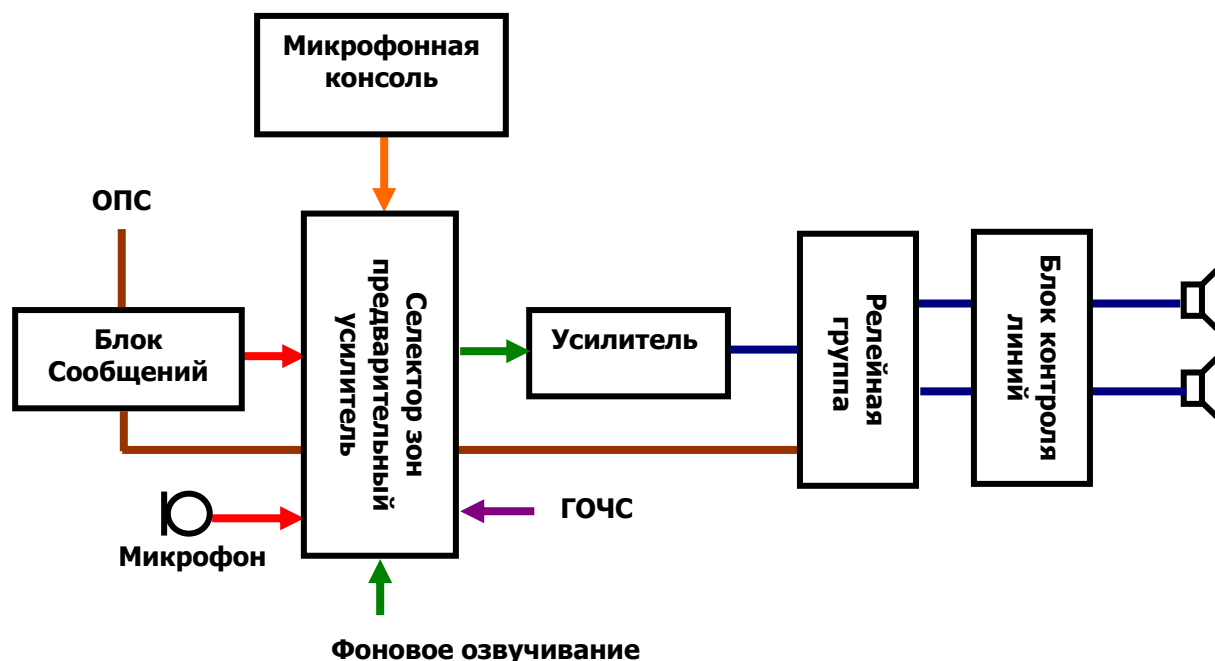 Микрофонная
консоль
ОПС
Блок
Сообщений
Селектор зон
предварительный
усилитель
Усилитель
Релейная
группа
Блок контроля
линий
ГОЧС
Микрофон
Фоновое озвучивание